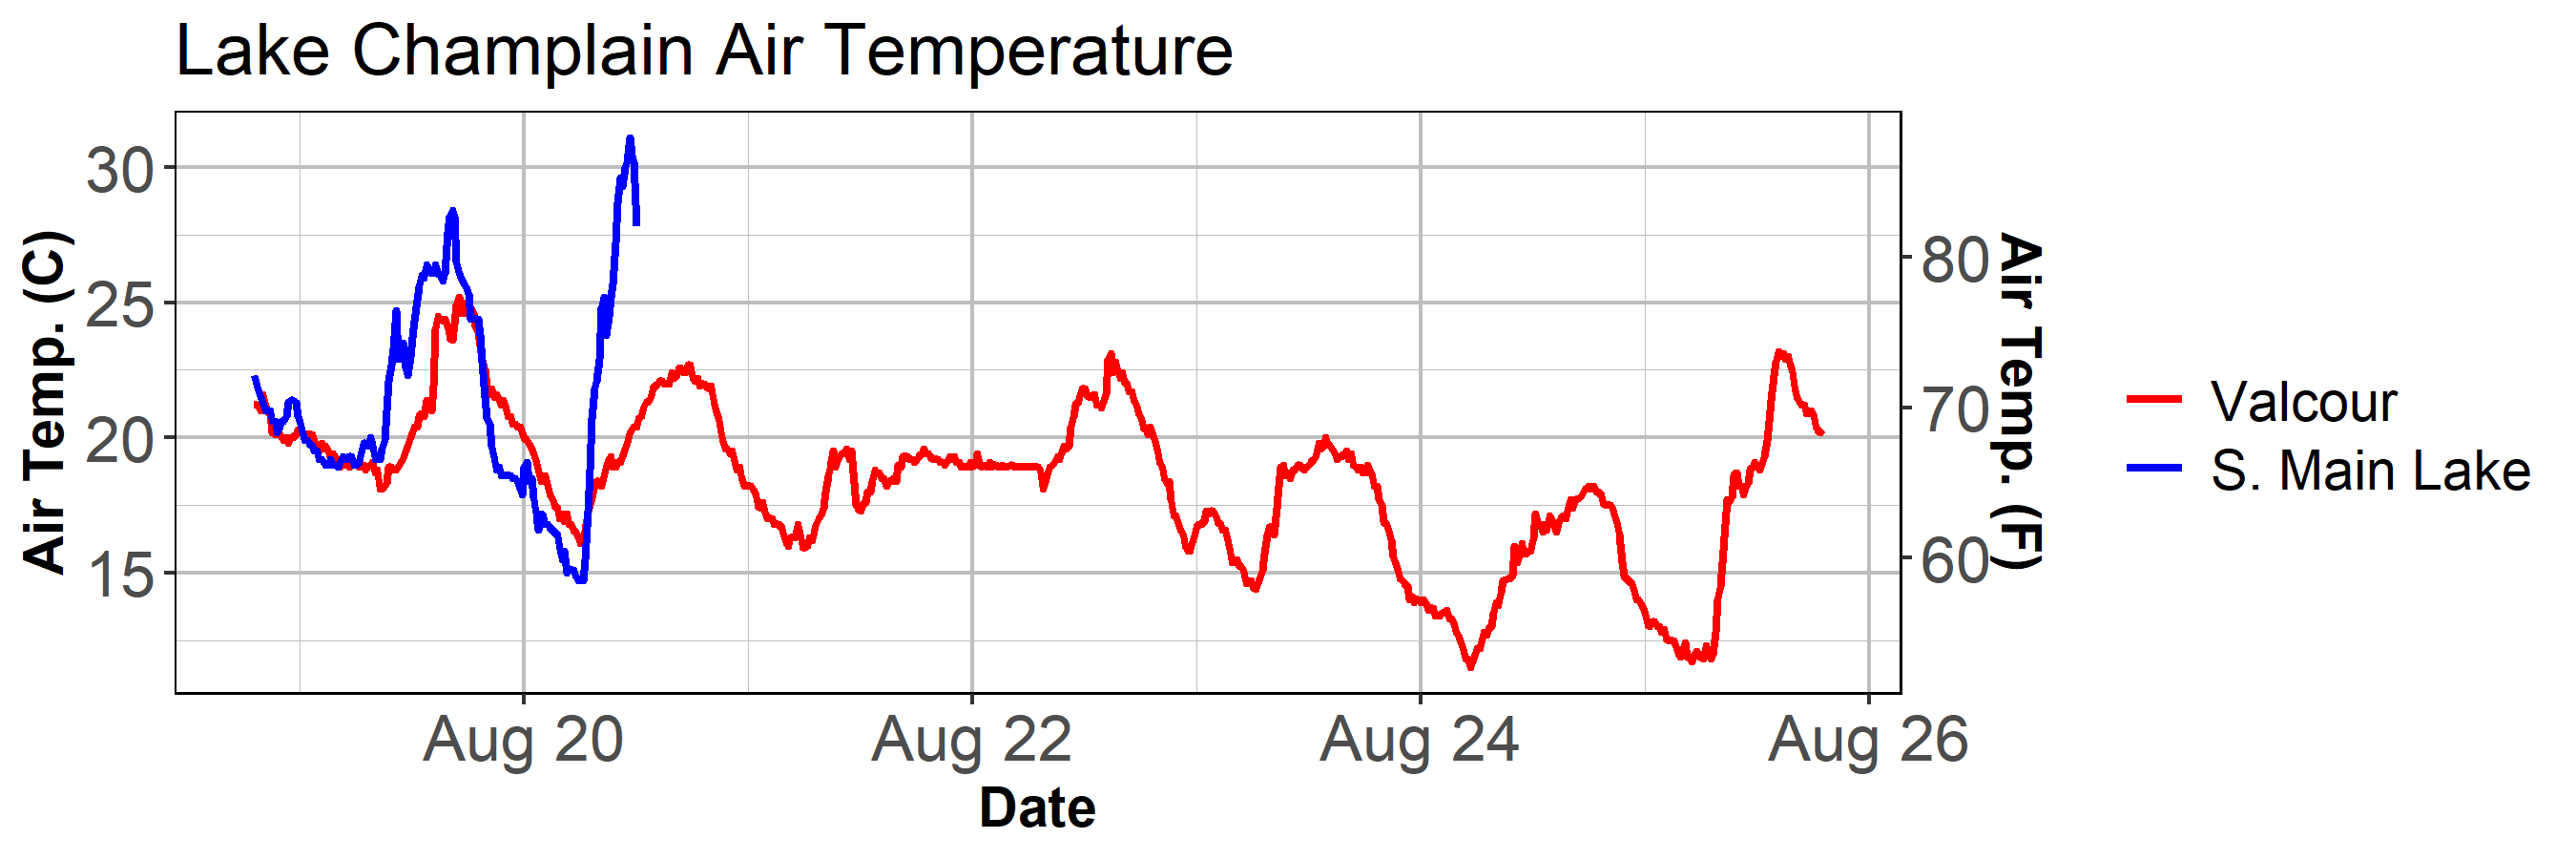 Lake Champlain Air Temperature
Air Temp. (C)
30
25
20
15
80
70
60
Air Temp. (F)
Aug 20
Aug 22
Aug 24
Aug 26
Date
Valcour
S. Main Lake